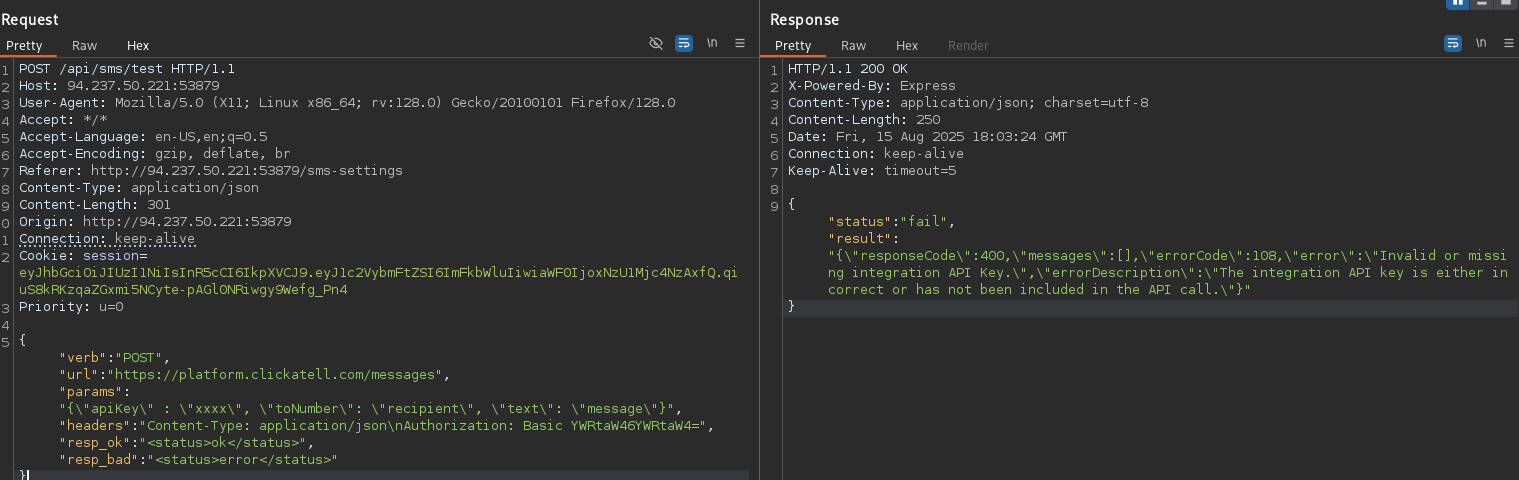 Request
Pretty Raw Hex \n
1 POST /api/sms/test HTTP/1.1
2 Host: 94.237.50.221:53879
3 User-Agent: Mozilla/5.0 (X11; Linux x86_64; rv:128.0) Gecko/20100101 Firefox/128.0
4 Accept: */*
5 Accept-Language: en-US,en;q=0.5
6 Accept-Encoding: gzip, deflate, br
7 Referer: http://94.237.50.221:53879/sms-settings
8 Content-Type: application/json
9 Content-Length: 301
0 Origin: http://94.237.50.221:53879
1 Connection: keep-alive
2 Cookie: session=
eyJhbGciOiJIUzI1NiIsInR5cCI6IkpXVCJ9.eyJ1c2VybmFtZSI6ImFkbWluIiwiaWF0IjoxNzU1Mjc4NzAxfQ.qi
uS8kRKzqaZGxmi5NCyte-pAGlONRiwgy9Wefg_Pn4
3 Priority: u=0
4
5 {
"verb":"POST",
"url":"https://platform.clickatell.com/messages",
"params":
"{\"apiKey\" : \"xxxx\", \"toNumber\": \"recipient\", \"text\": \"message\"}",
"headers":"Content-Type: application/json\nAuthorization: Basic YWRtaW46YWRtaW4=",
"resp_ok":"<status>ok</status>",
"resp_bad":"<status>error</status>"
}
Response
Pretty Raw Hex Render \n
1 HTTP/1.1 200 OK
2 X-Powered-By: Express
3 Content-Type: application/json; charset=utf-8
4 Content-Length: 250
5 Date: Fri, 15 Aug 2025 18:03:24 GMT
6 Connection: keep-alive
7 Keep-Alive: timeout=5
8
9 {
"status":"fail",
"result":
"{\"responseCode\":400,\"messages\":[],\"errorCode\":108,\"error\":\"Invalid or missi
ng integration API Key.\",\"errorDescription\":\"The integration API key is either in
correct or has not been included in the API call.\"}"
}